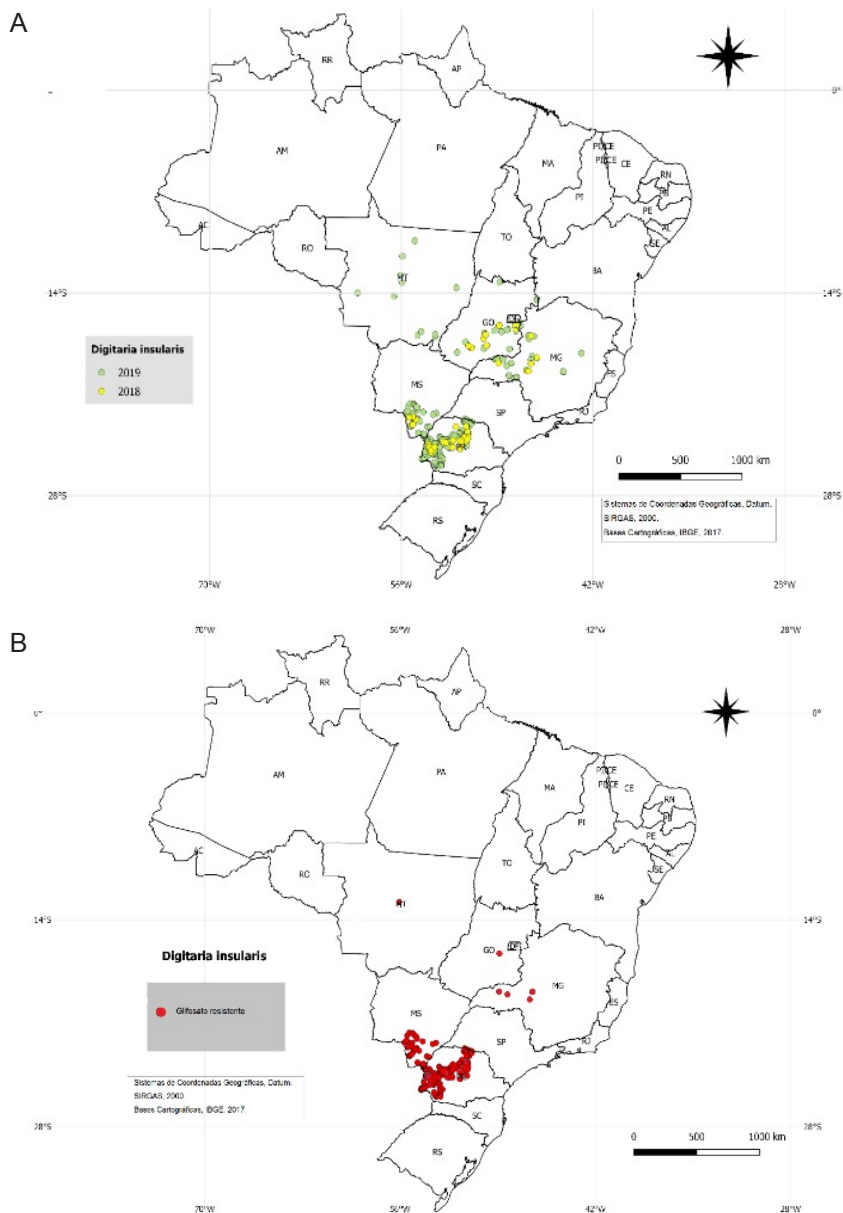 A
RR
AP
0°
AM
PA
MA
CE
RN
PI
PE
AC
AL
SE
TO
RO
BA
MT
14°S
14°S
GO
DF
Digitaria insularis
2019
2018
MG
ES
MS
SP
RJ
PR
0 500 1000 km
SC
28°S
28°S
Sistemas de Coordenadas Geográficas, Datum,
SIRGAS, 2000.
Bases Cartográficas, IBGE, 2017.
RS
70°W 56°W 42°W 28°W
B
70°W 56°W 42°W 28°W
RR
AP
0°
0°
AM
PA
MA
CE
RN
PB
PI
PE
AC
AL
SE
TO
RO
BA
MT
14°S
14°S
GO
DF
Digitaria insularis
MG
ES
Glifosato resistente
MS
SP
RJ
Sistemas de Coordenadas Geográficas, Datum,
SIRGAS, 2000.
Bases Cartográficas, IBGE, 2017.
SC
28°S
28°S
RS
0 500 1000 km
70°W 56°W 42°W 28°W